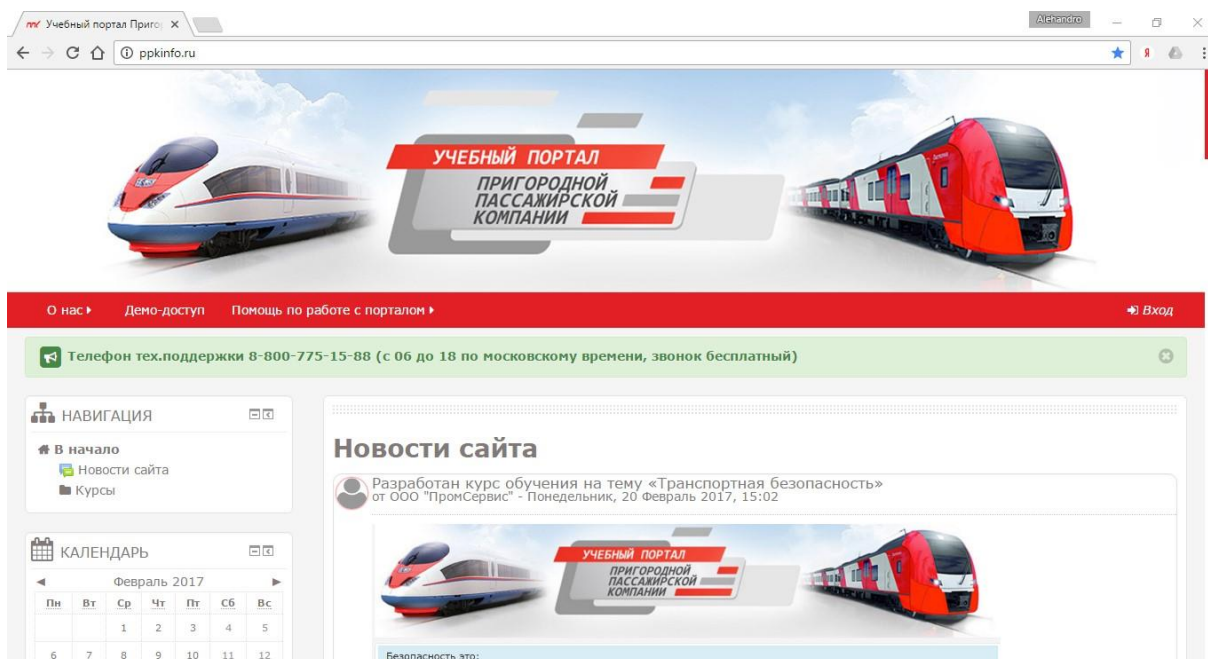 Учебный портал Приго
Alehandro
ppkinfo.ru
УЧЕБНЫЙ ПОРТАЛ
ПРИГОРОДНОЙ
ПАССАЖИРСКОЙ
КОМПАНИИ
О нас Демо-доступ Помощь по работе с порталом Вход
Телефон тех.поддержки 8-800-775-15-88 (с 06 до 18 по московскому времени, звонок бесплатный)
НАВИГАЦИЯ
В начало
Новости сайта
Курсы
КАЛЕНДАРЬ
Февраль 2017
Пн Вт Ср Чт Пт Сб Вс
1 2 3 4 5
6 7 8 9 10 11 12
Новости сайта
Разработан курс обучения на тему «Транспортная безопасность»
от ООО "ПромСервис" - Понедельник, 20 Февраль 2017, 15:02
УЧЕБНЫЙ ПОРТАЛ
ПРИГОРОДНОЙ
ПАССАЖИРСКОЙ
КОМПАНИИ
Безопасность это: